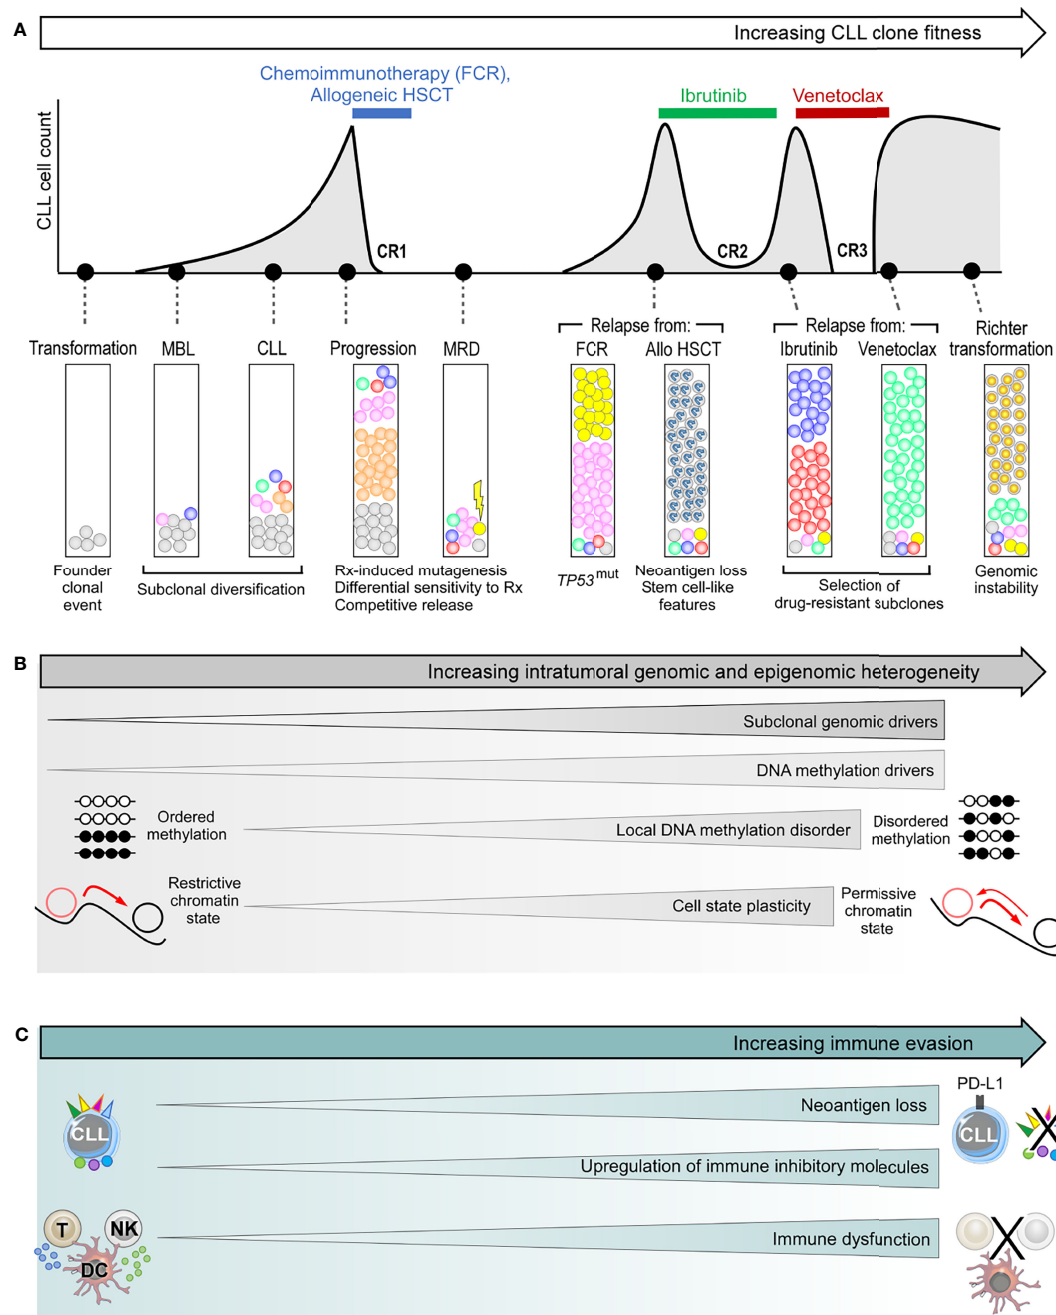 A
Increasing CLL clone fitness
Chemoimmunotherapy (FCR),
Allogeneic HSCT
Ibrutinib
Venetoclax
CLL cell count
CR1
CR2
CR3
Transformation
MBL
CLL
Progression
MRD
Relapse from:
FCR
Allo HSCT
Relapse from:
Ibrutinib
Venetoclax
Richter
transformation
Founder
clonal
event
Subclonal diversification
Rx-induced mutagenesis
Differential sensitivity to Rx
Competitive release
TP53mut
Neoantigen loss
Stem cell-like
features
Selection of
drug-resistant subclones
Genomic
instability
B
Increasing intratumoral genomic and epigenomic heterogeneity
Subclonal genomic drivers
DNA methylation drivers
Ordered
methylation
Local DNA methylation disorder
Disordered
methylation
Restrictive
chromatin
state
Cell state plasticity
Permissive
chromatin
state
C
Increasing immune evasion
CLL
Neoantigen loss
PD-L1
CLL
Upregulation of immune inhibitory molecules
T
NK
DC
Immune dysfunction